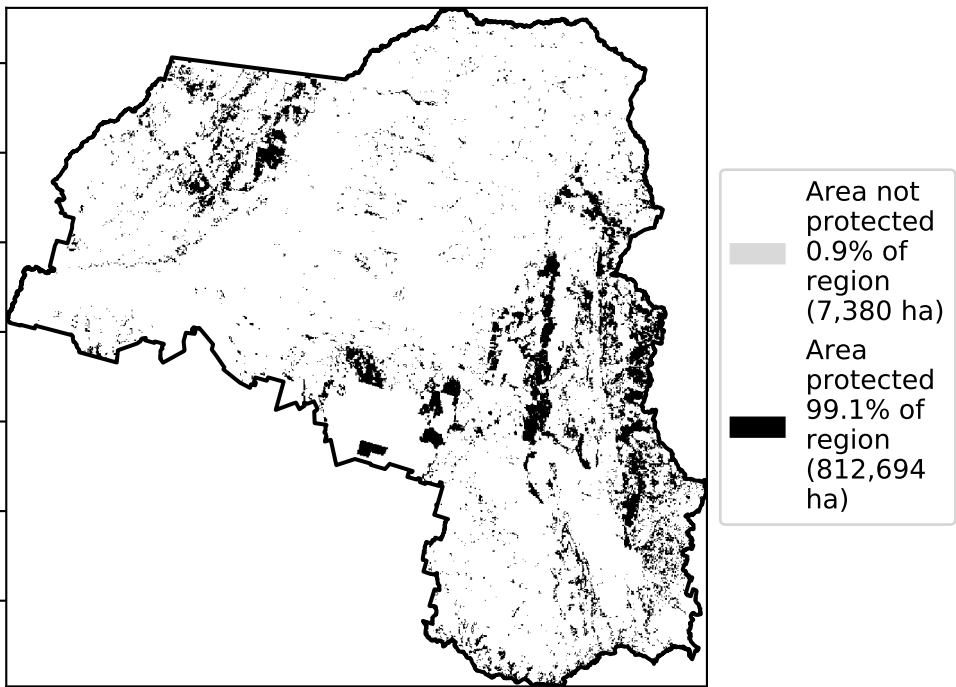 Area not
protected
0.9% of
region
(7,380 ha)
Area
protected
99.1% of
region
(812,694
ha)